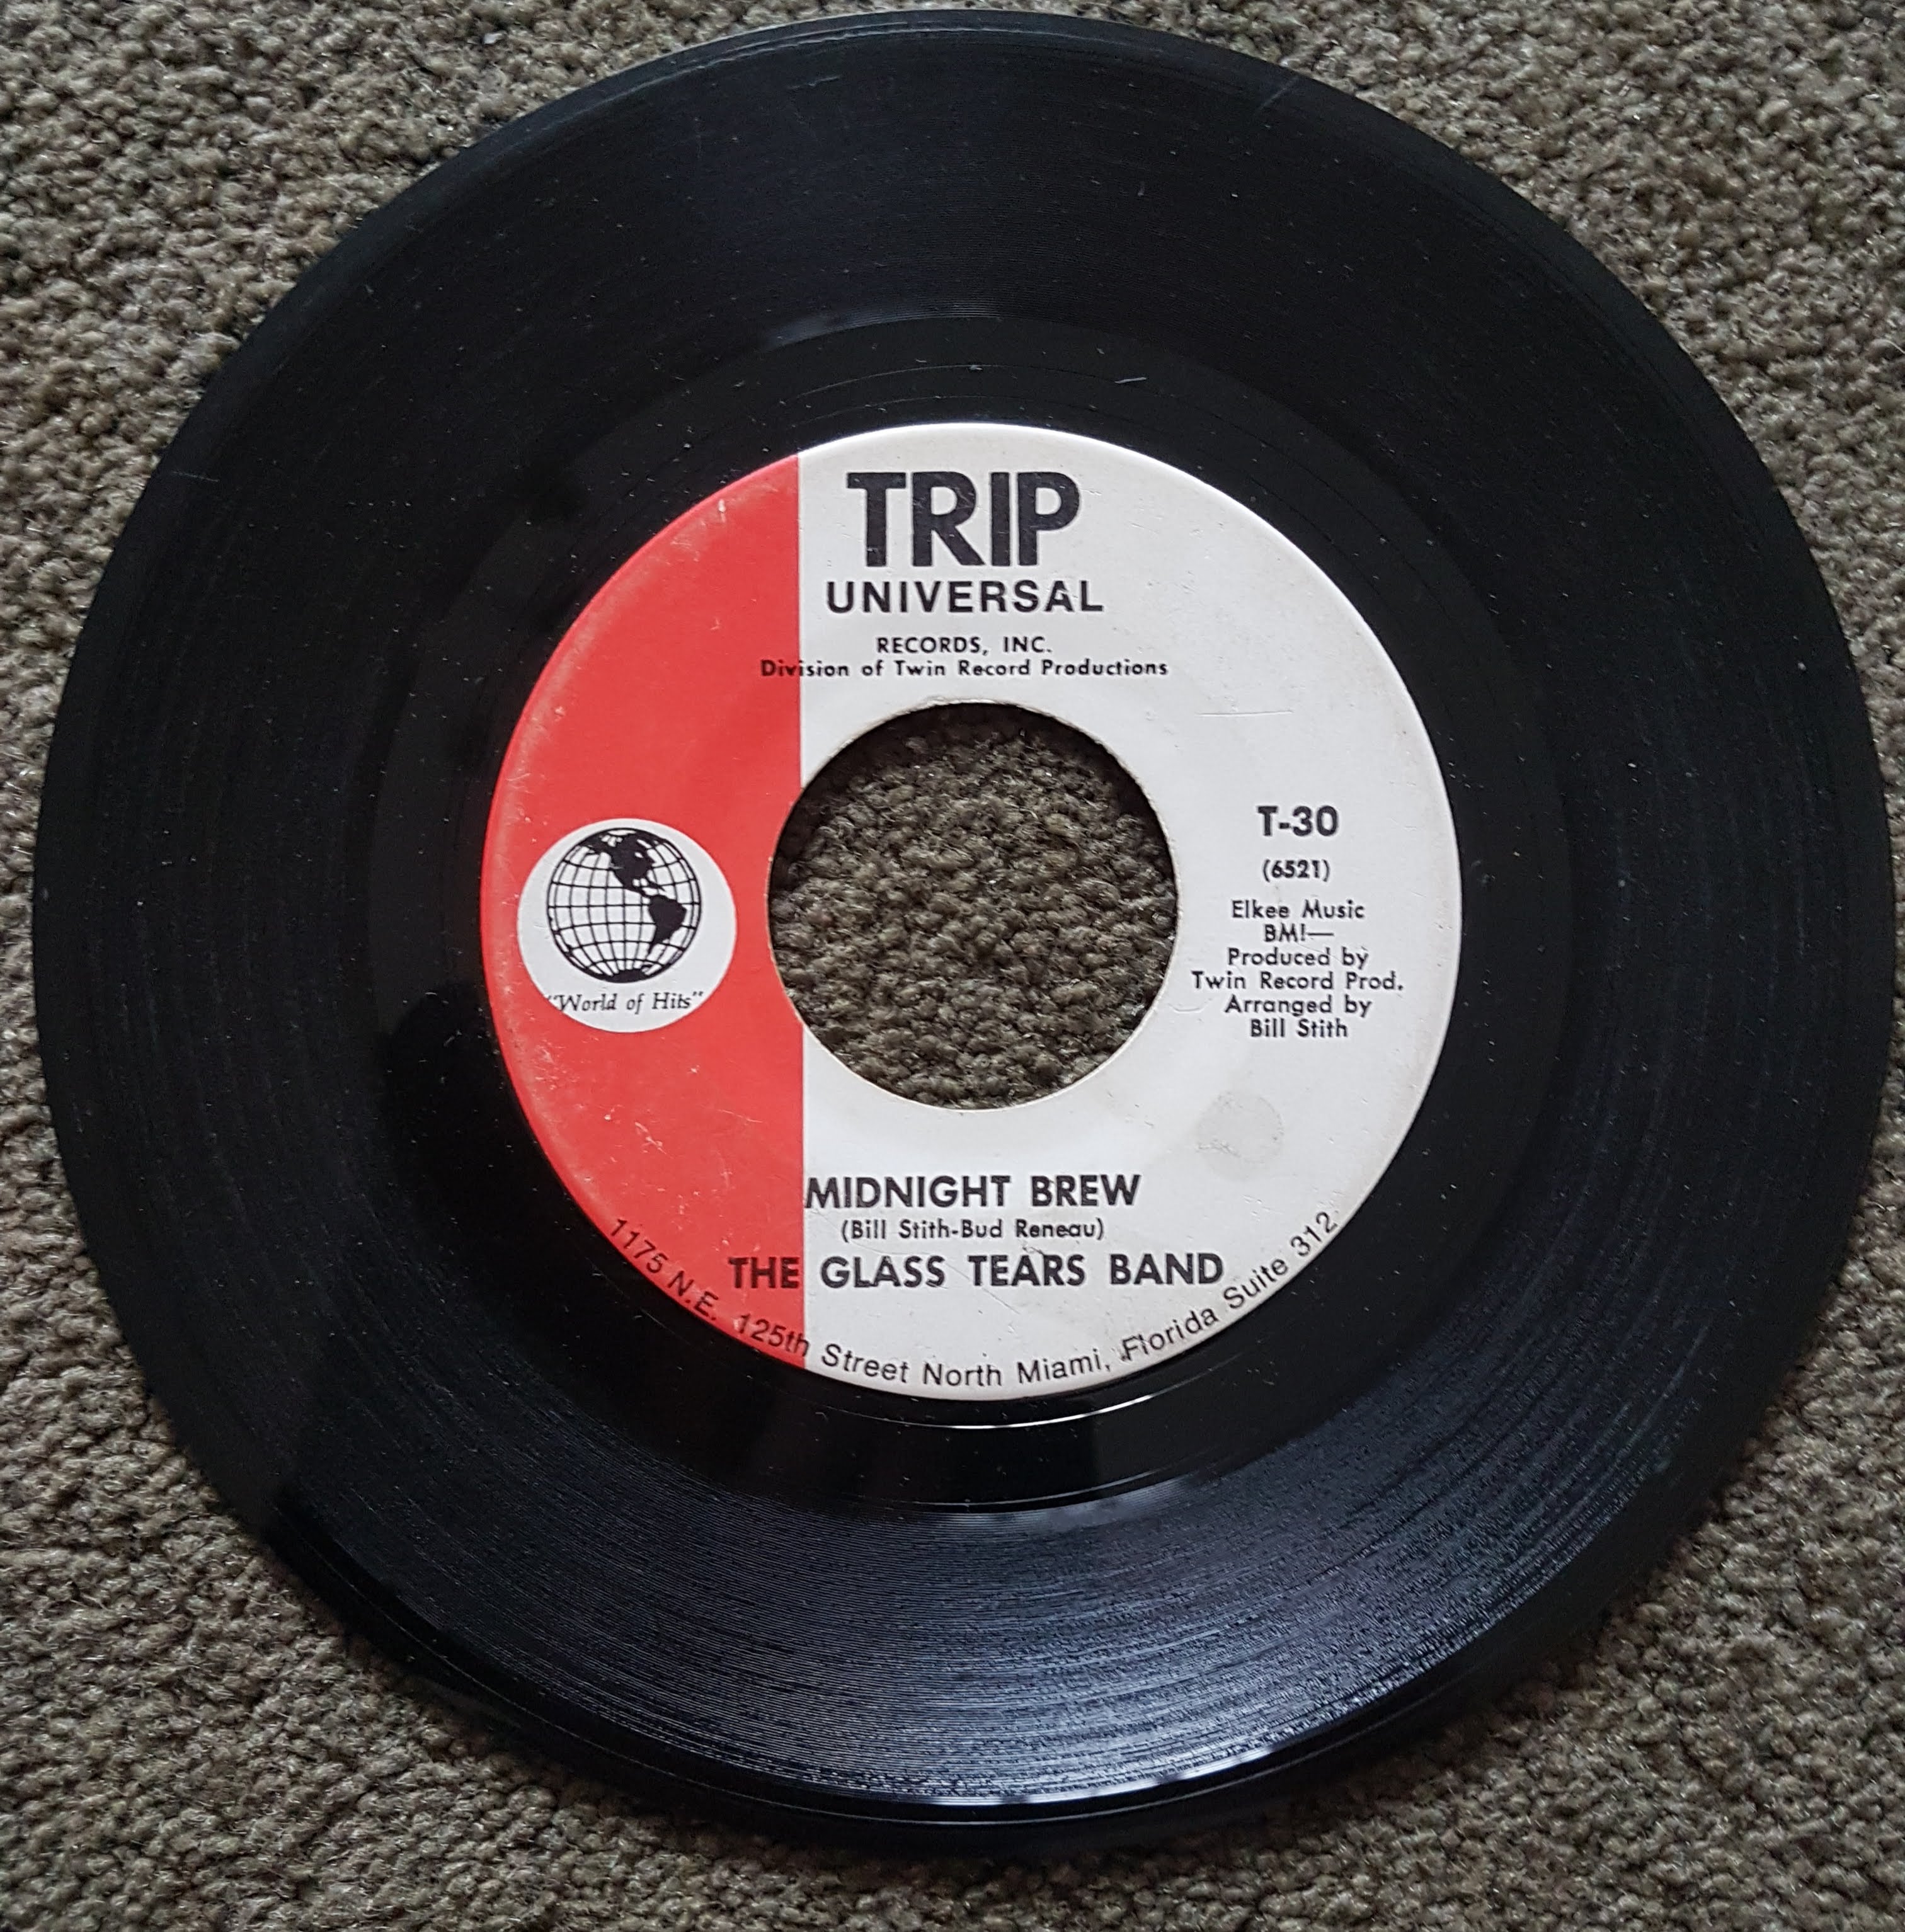 TRIP
UNIVERSAL
RECORDS, INC.
Division of Twin Record Productions
T-30
(6521)
Elkee Music
BMI—
Produced by
Twin Record Prod.
Arranged by
Bill Stith
"World of Hits"
MIDNIGHT BREW
(Bill Stith-Bud Reneau)
THE GLASS TEARS BAND
1175 N.E. 125th Street North Miami, Florida Suite 312